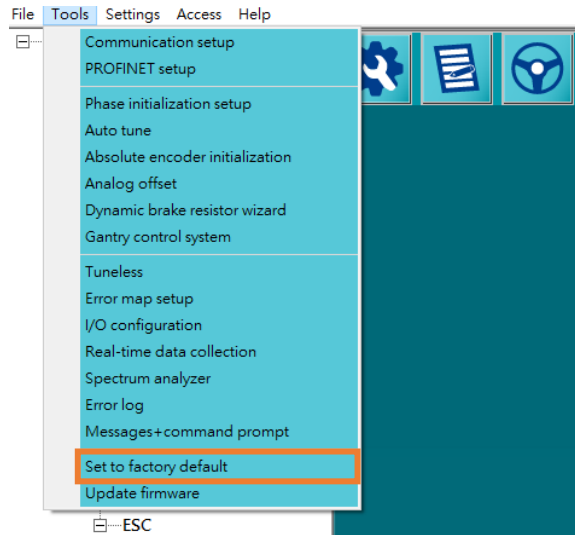 File Tools Settings Access Help
Communication setup
PROFINET setup
Phase initialization setup
Auto tune
Absolute encoder initialization
Analog offset
Dynamic brake resistor wizard
Gantry control system
Tuneless
Error map setup
I/O configuration
Real-time data collection
Spectrum analyzer
Error log
Messages+command prompt
Set to factory default
Update firmware
ESC